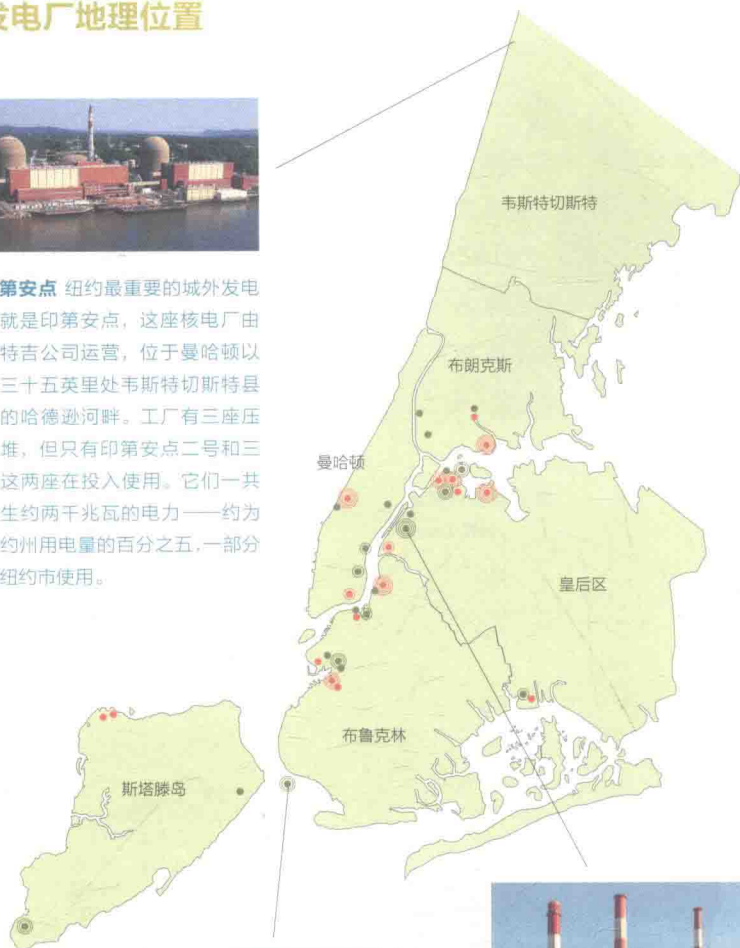 发电厂地理位置
第安点 纽约最重要的城外发电
就是印第安点，这座核电厂由
特吉公司运营，位于曼哈顿以
三十五英里处韦斯特切斯特县
的哈德逊河畔。工厂有三座压
堆，但只有印第安点二号和三
这两座在投入使用。它们一共
生约两千兆瓦的电力——约为
约州用电量的百分之五，一部分
纽约市使用。
韦斯特切斯特
布朗克斯
曼哈顿
皇后区
布鲁克林
斯塔滕岛